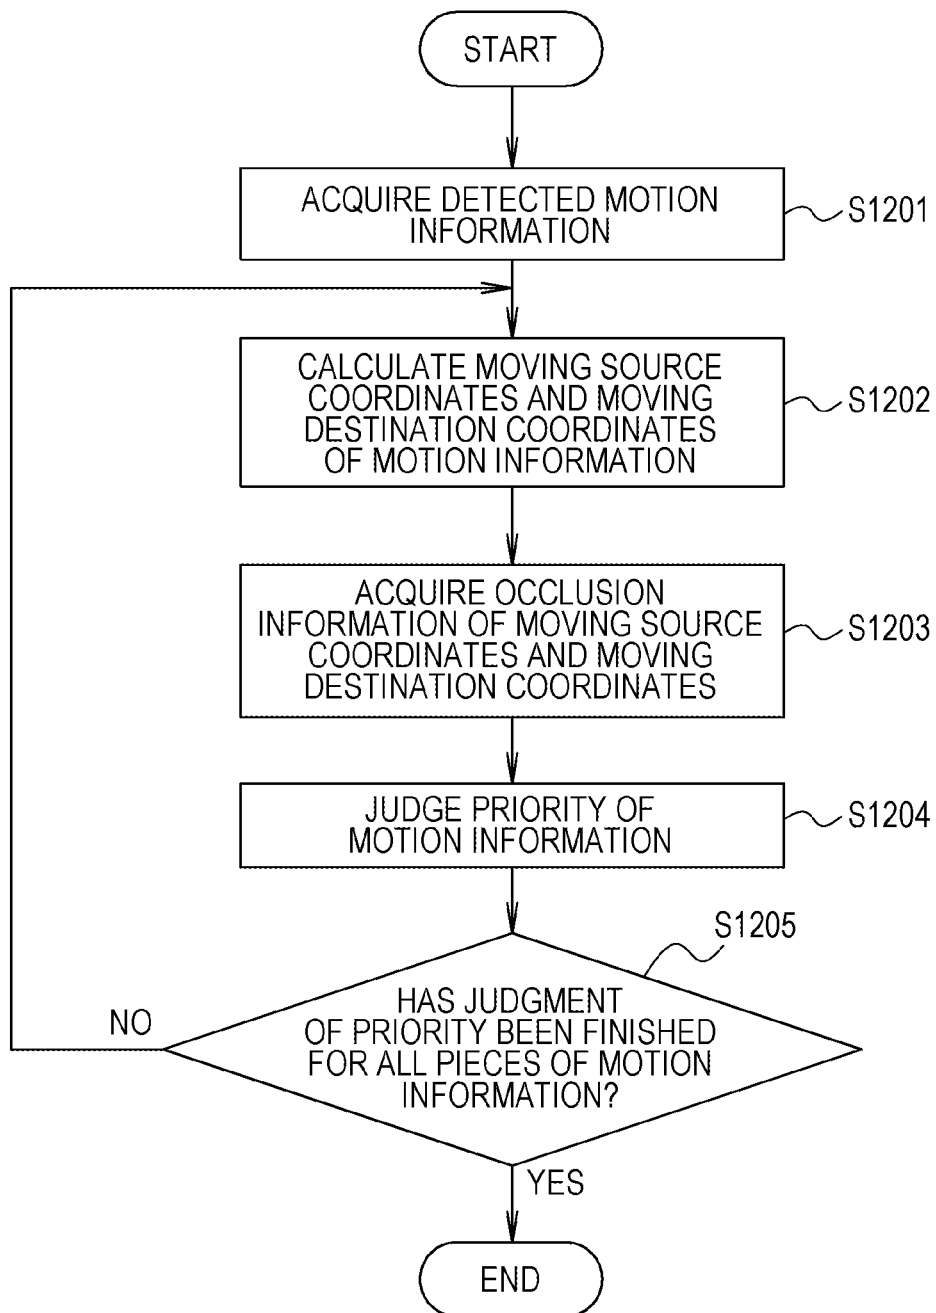 START
ACQUIRE DETECTED MOTION
INFORMATION
S1201
CALCULATE MOVING SOURCE
COORDINATES AND MOVING
DESTINATION COORDINATES
OF MOTION INFORMATION
S1202
ACQUIRE OCCLUSION
INFORMATION OF MOVING SOURCE
COORDINATES AND MOVING
DESTINATION COORDINATES
S1203
JUDGE PRIORITY OF
MOTION INFORMATION
S1204
S1205
HAS JUDGMENT
OF PRIORITY BEEN FINISHED
FOR ALL PIECES OF MOTION
INFORMATION?
NO
YES
END